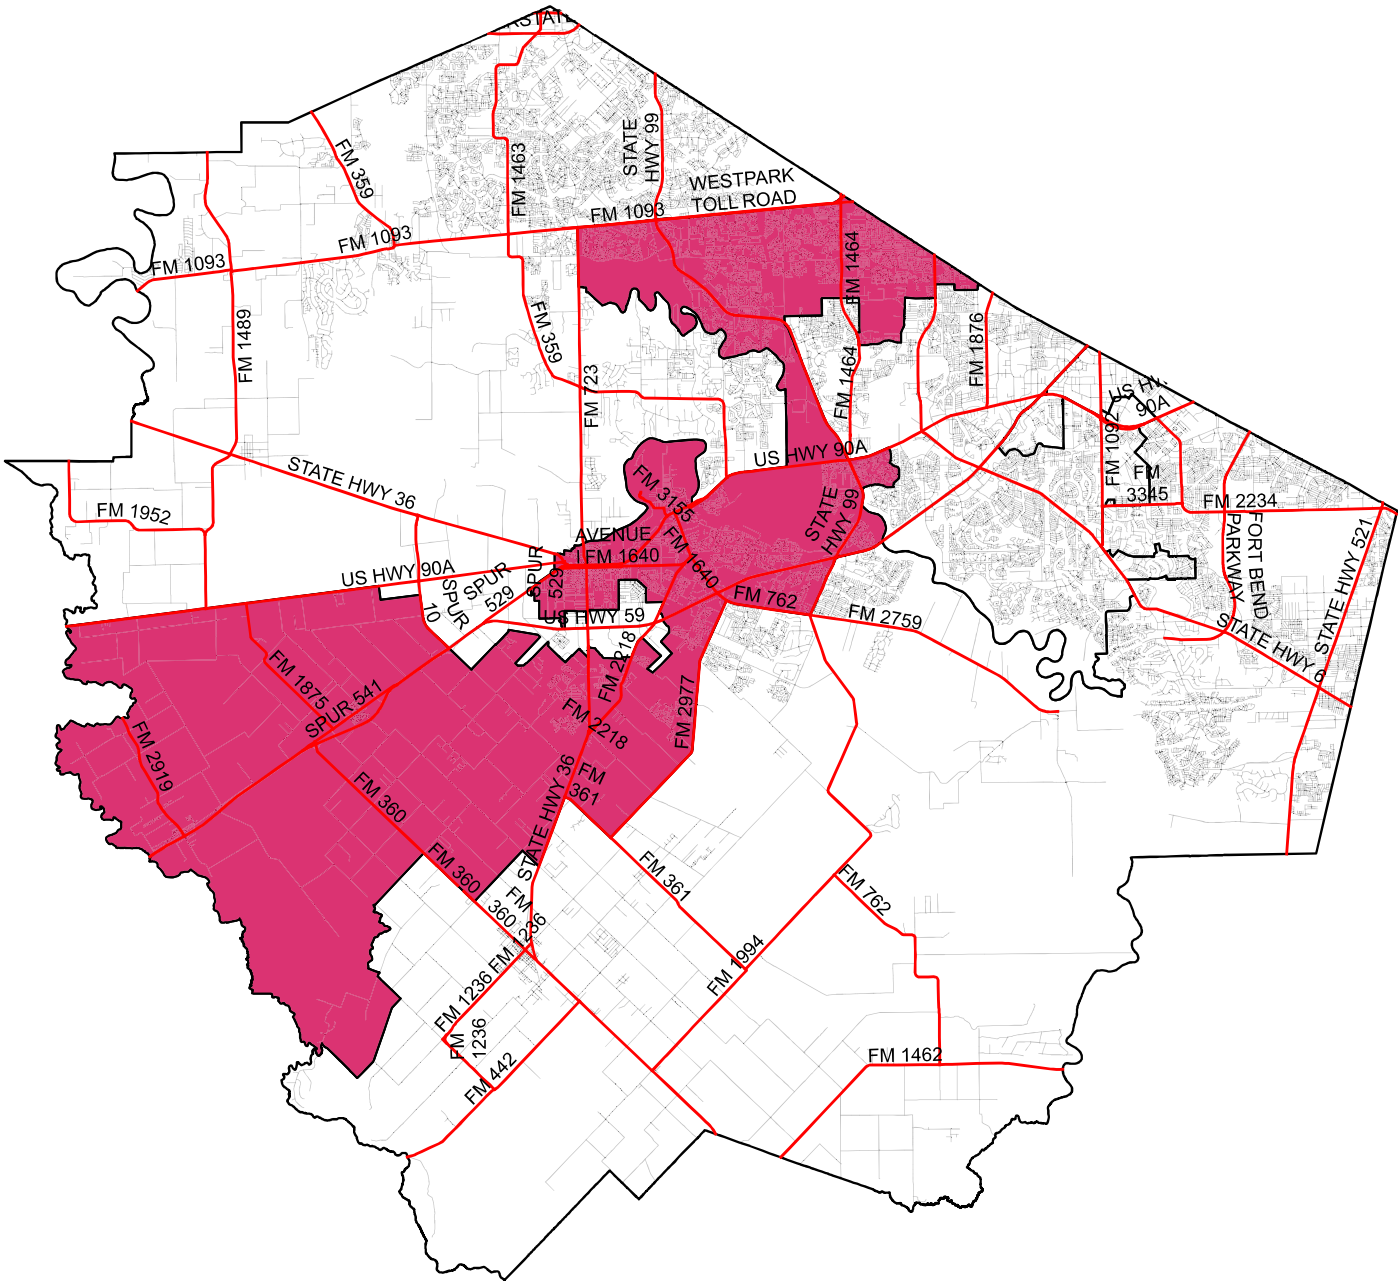 FM 359
STATE
HWY 99
FM 1463
WESTPARK
TOLL ROAD
FM 1093
FM 1093
FM 1093
FM 1464
FM 1489
FM 359
FM 1876
FM 723
FM 1464
90A
FM 1092
US HWY 90A
STATE HWY 36
FM 3155
FM
3345
FM 2234
FM 1952
STATE
HWY 99
FORT BEND
PARKWAY
STATE HWY 521
AVENUE
I FM 1640
FM 1640
US HWY 90A
SPUR
529
SPUR
529
SPUR
10
FM 762
FM 2759
US HWY 59
STATE HWY 6
FM 2218
FM 1875
SPUR 541
FM 2977
FM 2218
FM 2919
FM
361
FM 360
STATE HWY 36
FM 360
FM 361
FM 762
FM
360
FM 1236
FM 1994
FM 1236
FM
1236
FM 1462
FM 442